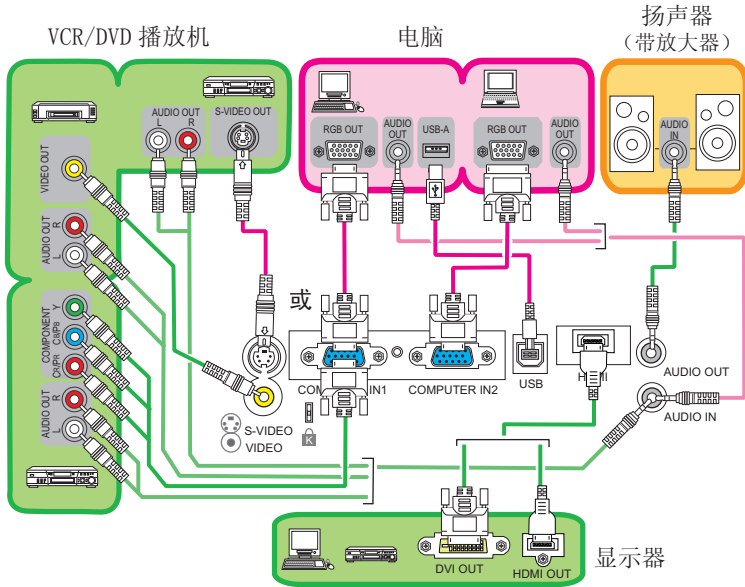 VCR/DVD 播放机
电脑
扬声器
（带放大器）
AUDIO OUT
L
R
S-VIDEO OUT
RGB OUT
AUDIO
OUT
USB-A
RGB OUT
AUDIO
OUT
AUDIO
IN
VIDEO OUT
AUDIO OUT
R
L
COMPONENT
Y
CB/PB
CR/PR
AUDIO OUT
R
L
或
IN1
COMPUTER IN2
USB
AUDIO OUT
AUDIO IN
S-VIDEO
VIDEO
K
DVI OUT
HDMI OUT
显示器